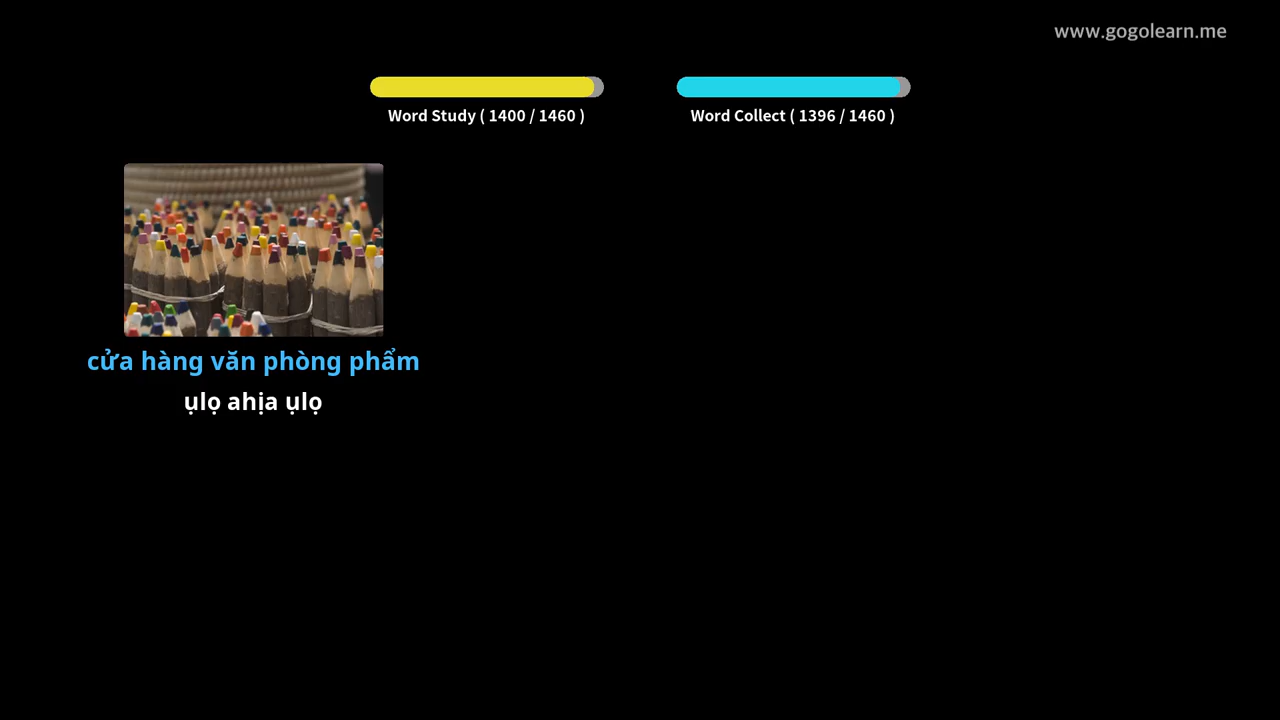 www.gogolearn.me
Word Study ( 1400 / 1460 )
Word Collect ( 1396 / 1460 )
cửa hàng văn phòng phẩm
ụlọ ahịa ụlọ